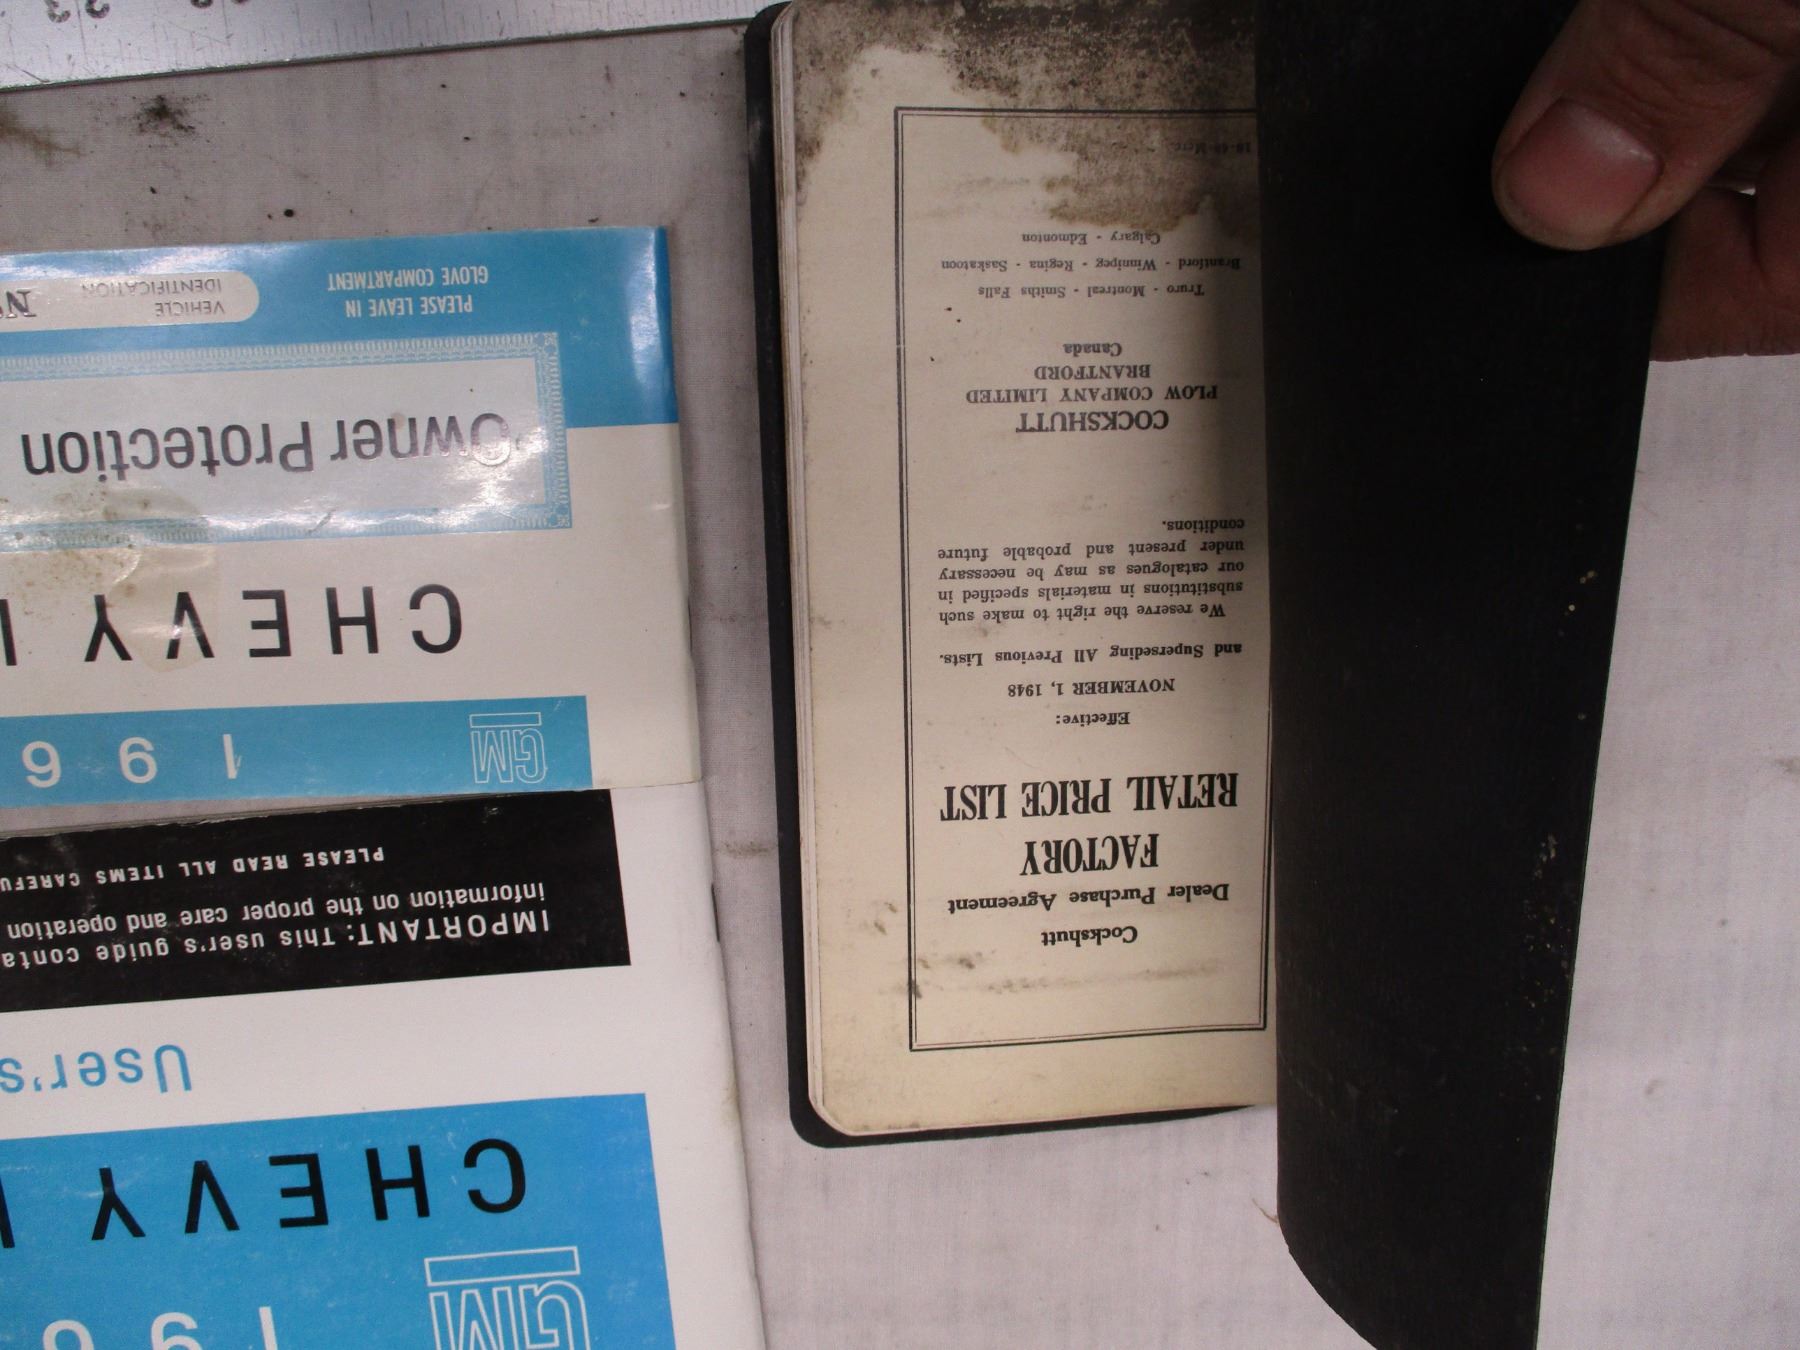 Cockshutt
Dealer Purchase Agreement
FACTORY
RETAIL PRICE LIST
Effective:
NOVEMBER 1, 1948
and Superseding All Previous Lists.
We reserve the right to make such
substitutions in materials specified in
our catalogues as may be necessary
under present and probable future
conditions.
COCKSHUTT
PLOW COMPANY LIMITED
BRANTFORD
Canada
Truro - Montreal - Smiths Falls
Brantford - Winnipeg - Regina - Saskatoon
Calgary - Edmonton
GM
196
CHEVY
User's
IMPORTANT: This user's guide conta
information on the proper care and operation
PLEASE READ ALL ITEMS CAREFU
GM
196
CHEVY
Owner Protection
PLEASE LEAVE IN
GLOVE COMPARTMENT
VEHICLE
IDENTIFICATION
23